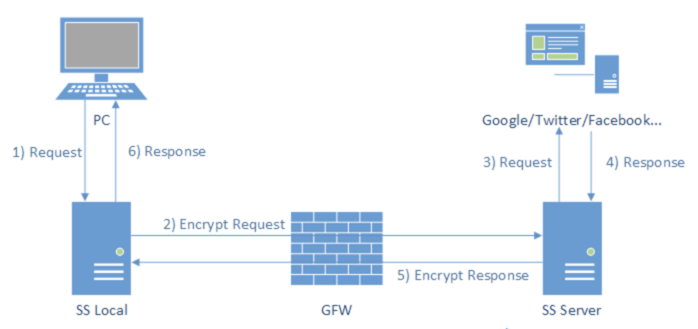 PC
Google/Twitter/Facebook...
1) Request
6) Response
3) Request
4) Response
2) Encrypt Request
5) Encrypt Response
SS Local
GFW
SS Server